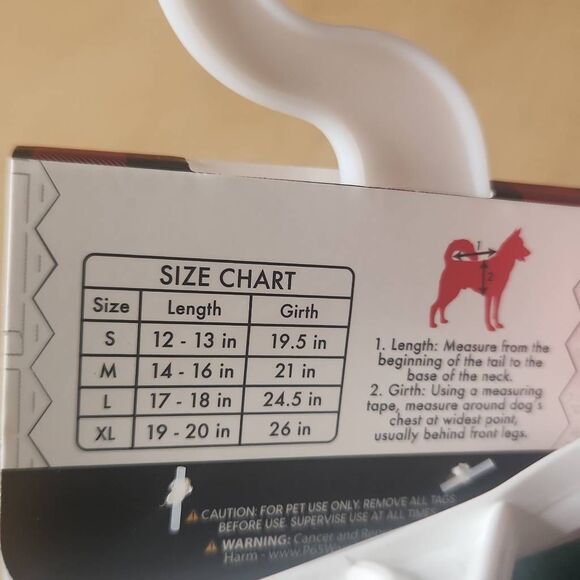 SIZE CHART
Size Length Girth
S 12 - 13 in 19.5 in
M 14 - 16 in 21 in
L 17 - 18 in 24.5 in
XL 19 - 20 in 26 in
1
2
1. Length: Measure from the
beginning of the tail to the
base of the neck.
2. Girth: Using a measuring
tape, measure around dog's
chest at widest point,
usually behind front legs.
CAUTION: FOR PET USE ONLY. REMOVE ALL TAGS
BEFORE USE. SUPERVISE USE AT ALL TIMES.
WARNING: Cancer and
Harm - www.P65W